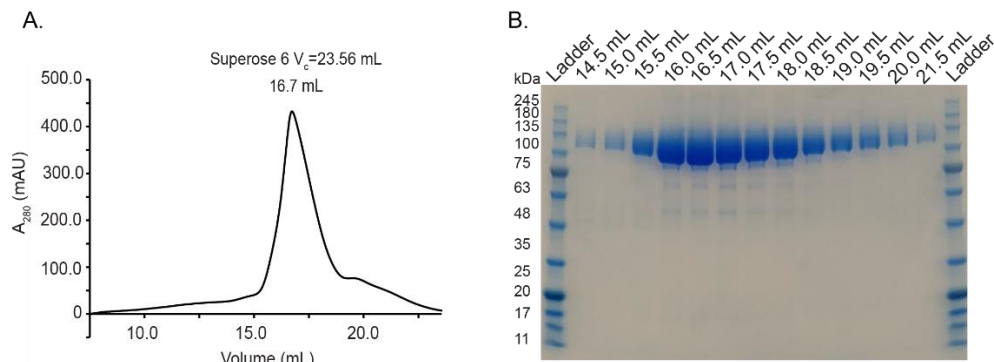 A.
Superose 6 Vc=23.56 mL
16.7 mL
500.0
400.0
300.0
200.0
100.0
0
A280 (mAU)
10.0
15.0
20.0
Volume (mL)
B.
Ladder
14.5 mL
15.0 mL
15.5 mL
16.0 mL
16.5 mL
17.0 mL
17.5 mL
18.0 mL
18.5 mL
19.0 mL
19.5 mL
20.0 mL
21.5 mL
Ladder
kDa
245
180
135
100
75
63
48
35
25
20
17
11